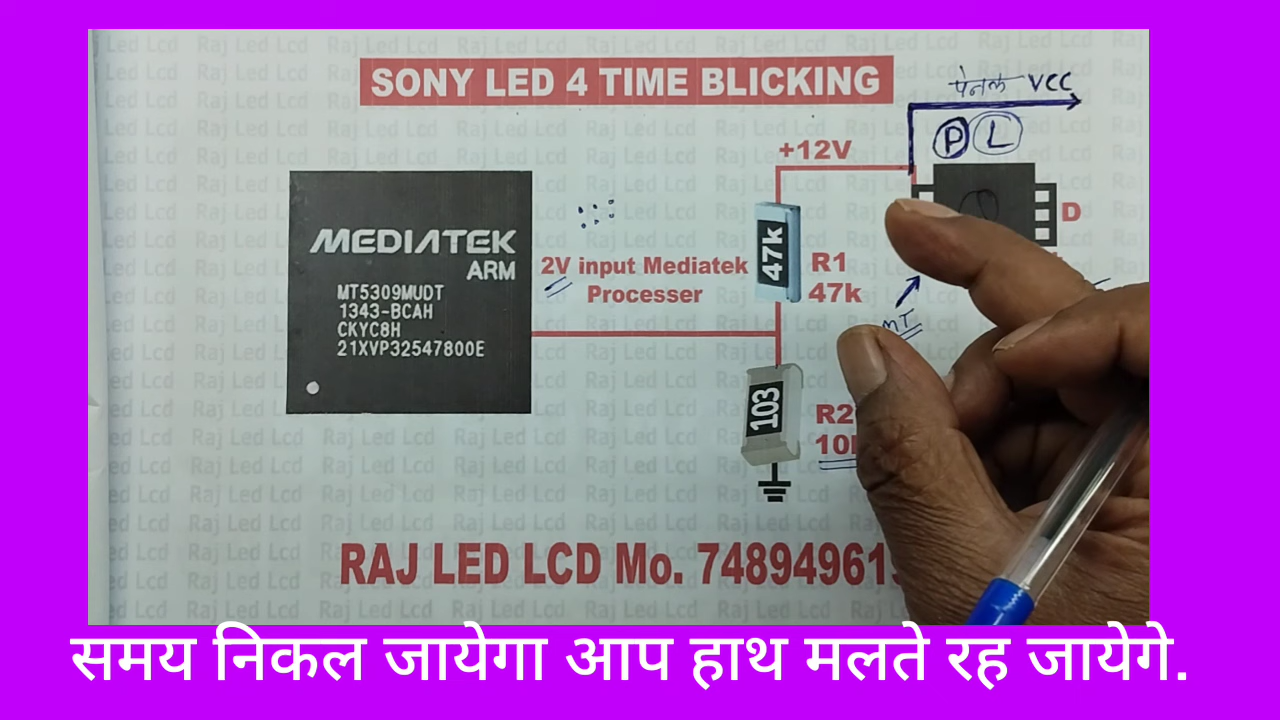 SONY LED 4 TIME BLICKING
पेनल VCC
P L
+12V
D
MEDIATEK
ARM
MT5309MUDT
1343-BCAH
CKYC8H
21XVP32547800E
2V input Mediatek
Processer
47k
R1
47k
MT
103
R2
RAJ LED LCD Mo. 74894961
समय निकल जायेगा आप हाथ मलते रह जायेगे.